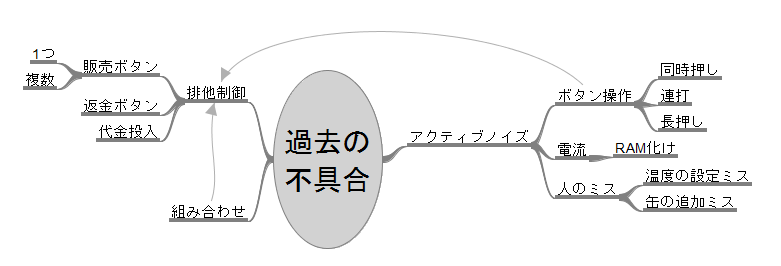 過去の
不具合
排他制御
販売ボタン
1つ
複数
返金ボタン
代金投入
組み合わせ
アクティブノイズ
ボタン操作
同時押し
連打
長押し
電流
RAM化け
人のミス
温度の設定ミス
缶の追加ミス